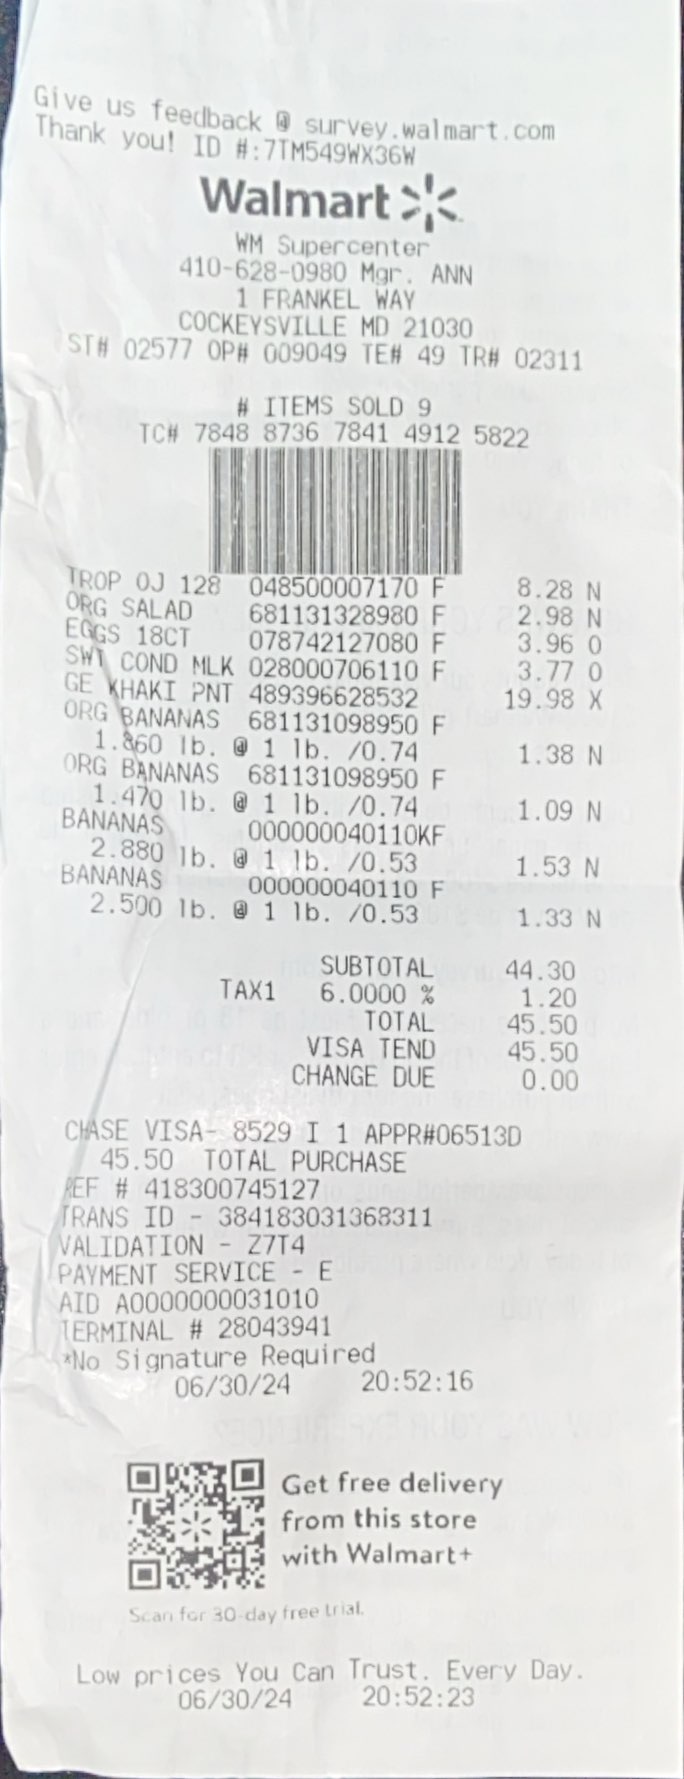 Give us feedback @ survey.walmart.com
Thank you! ID #:7TM549WX36W
Walmart
WM Supercenter
410-628-0980 Mgr. ANN
1 FRANKEL WAY
COCKEYSVILLE MD 21030
ST# 02577 OP# 009049 TE# 49 TR# 02311
# ITEMS SOLD 9
TC# 7848 8736 7841 4912 5822
TROP OJ 128 048500007170 F 8.28 N
ORG SALAD 681131328980 F 2.98 N
EGGS 18CT 078742127080 F 3.96 O
SWT COND MLK 028000706110 F 3.77 O
GE KHAKI PNT 489396628532 19.98 X
ORG BANANAS 681131098950 F
1.860 lb. @ 1 lb. /0.74 1.38 N
ORG BANANAS 681131098950 F
1.470 lb. @ 1 lb. /0.74 1.09 N
BANANAS 000000040110KF
2.880 lb. @ 1 lb. /0.53 1.53 N
BANANAS 000000040110 F
2.500 lb. @ 1 lb. /0.53 1.33 N
SUBTOTAL 44.30
TAX1 6.0000 % 1.20
TOTAL 45.50
VISA TEND 45.50
CHANGE DUE 0.00
CHASE VISA- 8529 I 1 APPR#06513D
45.50 TOTAL PURCHASE
REF # 418300745127
TRANS ID - 384183031368311
VALIDATION - Z7T4
PAYMENT SERVICE - E
AID A0000000031010
TERMINAL # 28043941
*No Signature Required
06/30/24 20:52:16
Get free delivery
from this store
with Walmart+
Scan for 30-day free trial.
Low prices You Can Trust. Every Day.
06/30/24 20:52:23